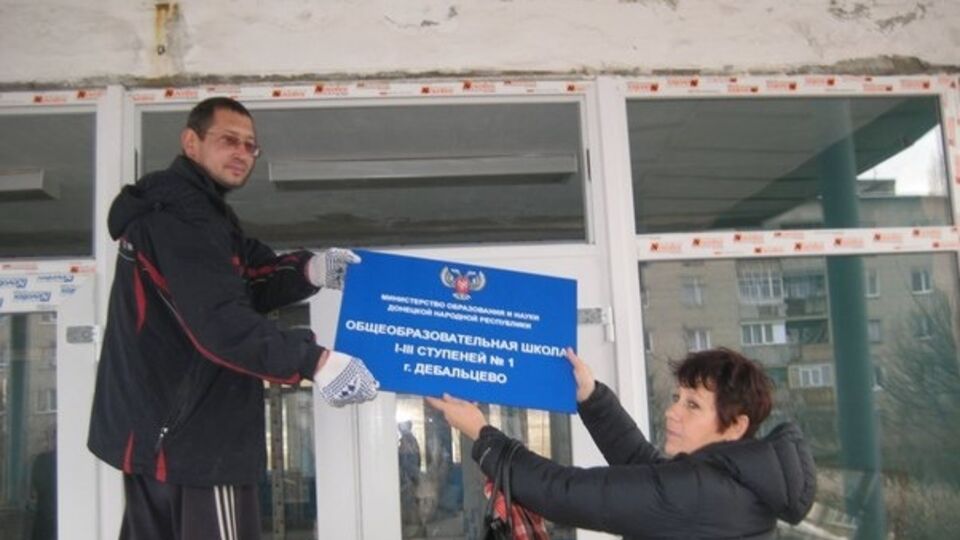 МИНИСТЕРСТВО ОБРАЗОВАНИЯ И НАУКИ
ДОНЕЦКОЙ НАРОДНОЙ РЕСПУБЛИКИ
ОБЩЕОБРАЗОВАТЕЛЬНАЯ ШКОЛА
I-III СТУПЕНЕЙ № 1
г. ДЕБАЛЬЦЕВО